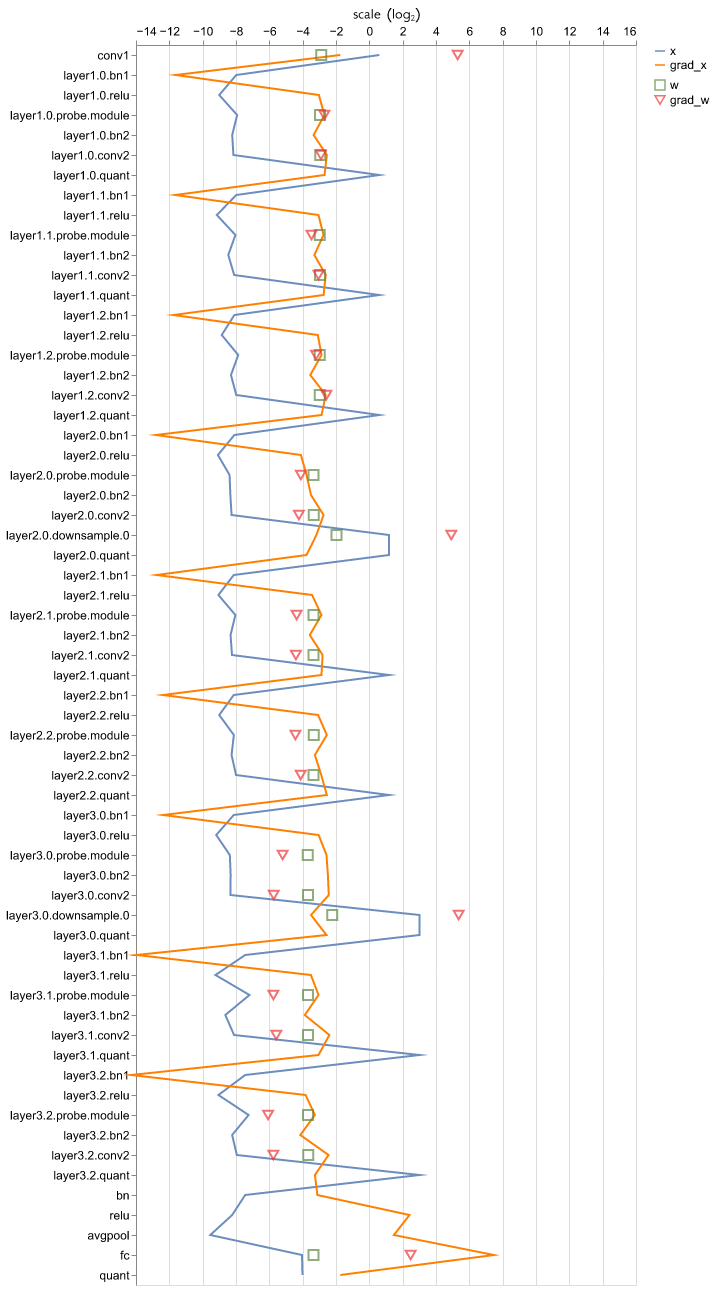 scale (log₂)
−14 −12 −10 −8 −6 −4 −2 0 2 4 6 8 10 12 14 16
conv1
layer1.0.bn1
layer1.0.relu
layer1.0.probe.module
layer1.0.bn2
layer1.0.conv2
layer1.0.quant
layer1.1.bn1
layer1.1.relu
layer1.1.probe.module
layer1.1.bn2
layer1.1.conv2
layer1.1.quant
layer1.2.bn1
layer1.2.relu
layer1.2.probe.module
layer1.2.bn2
layer1.2.conv2
layer1.2.quant
layer2.0.bn1
layer2.0.relu
layer2.0.probe.module
layer2.0.bn2
layer2.0.conv2
layer2.0.downsample.0
layer2.0.quant
layer2.1.bn1
layer2.1.relu
layer2.1.probe.module
layer2.1.bn2
layer2.1.conv2
layer2.1.quant
layer2.2.bn1
layer2.2.relu
layer2.2.probe.module
layer2.2.bn2
layer2.2.conv2
layer2.2.quant
layer3.0.bn1
layer3.0.relu
layer3.0.probe.module
layer3.0.bn2
layer3.0.conv2
layer3.0.downsample.0
layer3.0.quant
layer3.1.bn1
layer3.1.relu
layer3.1.probe.module
layer3.1.bn2
layer3.1.conv2
layer3.1.quant
layer3.2.bn1
layer3.2.relu
layer3.2.probe.module
layer3.2.bn2
layer3.2.conv2
layer3.2.quant
bn
relu
avgpool
fc
quant
x
grad_x
w
grad_w